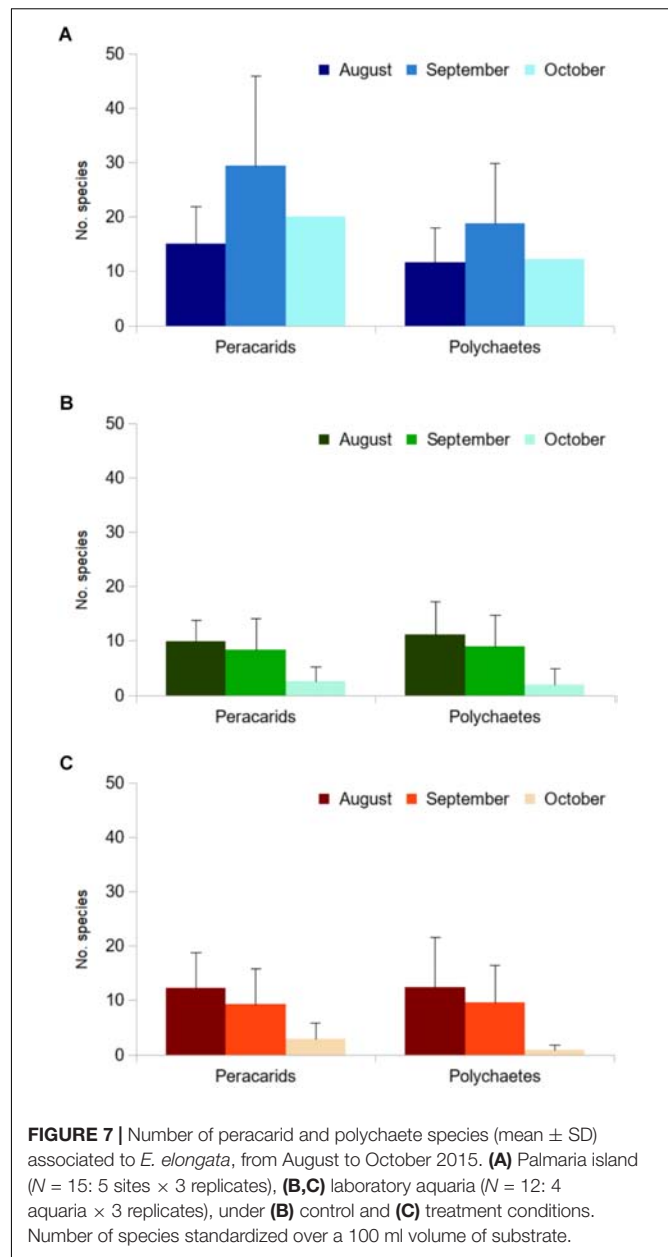 A
50
40
30
20
10
0
No. species
August September October
Peracarids Polychaetes
B
50
40
30
20
10
0
No. species
August September October
Peracarids Polychaetes
C
50
40
30
20
10
0
No. species
August September October
Peracarids Polychaetes
FIGURE 7 | Number of peracarid and polychaete species (mean ± SD)
associated to E. elongata, from August to October 2015. (A) Palmaria island
(N = 15: 5 sites × 3 replicates), (B,C) laboratory aquaria (N = 12: 4
aquaria × 3 replicates), under (B) control and (C) treatment conditions.
Number of species standardized over a 100 ml volume of substrate.